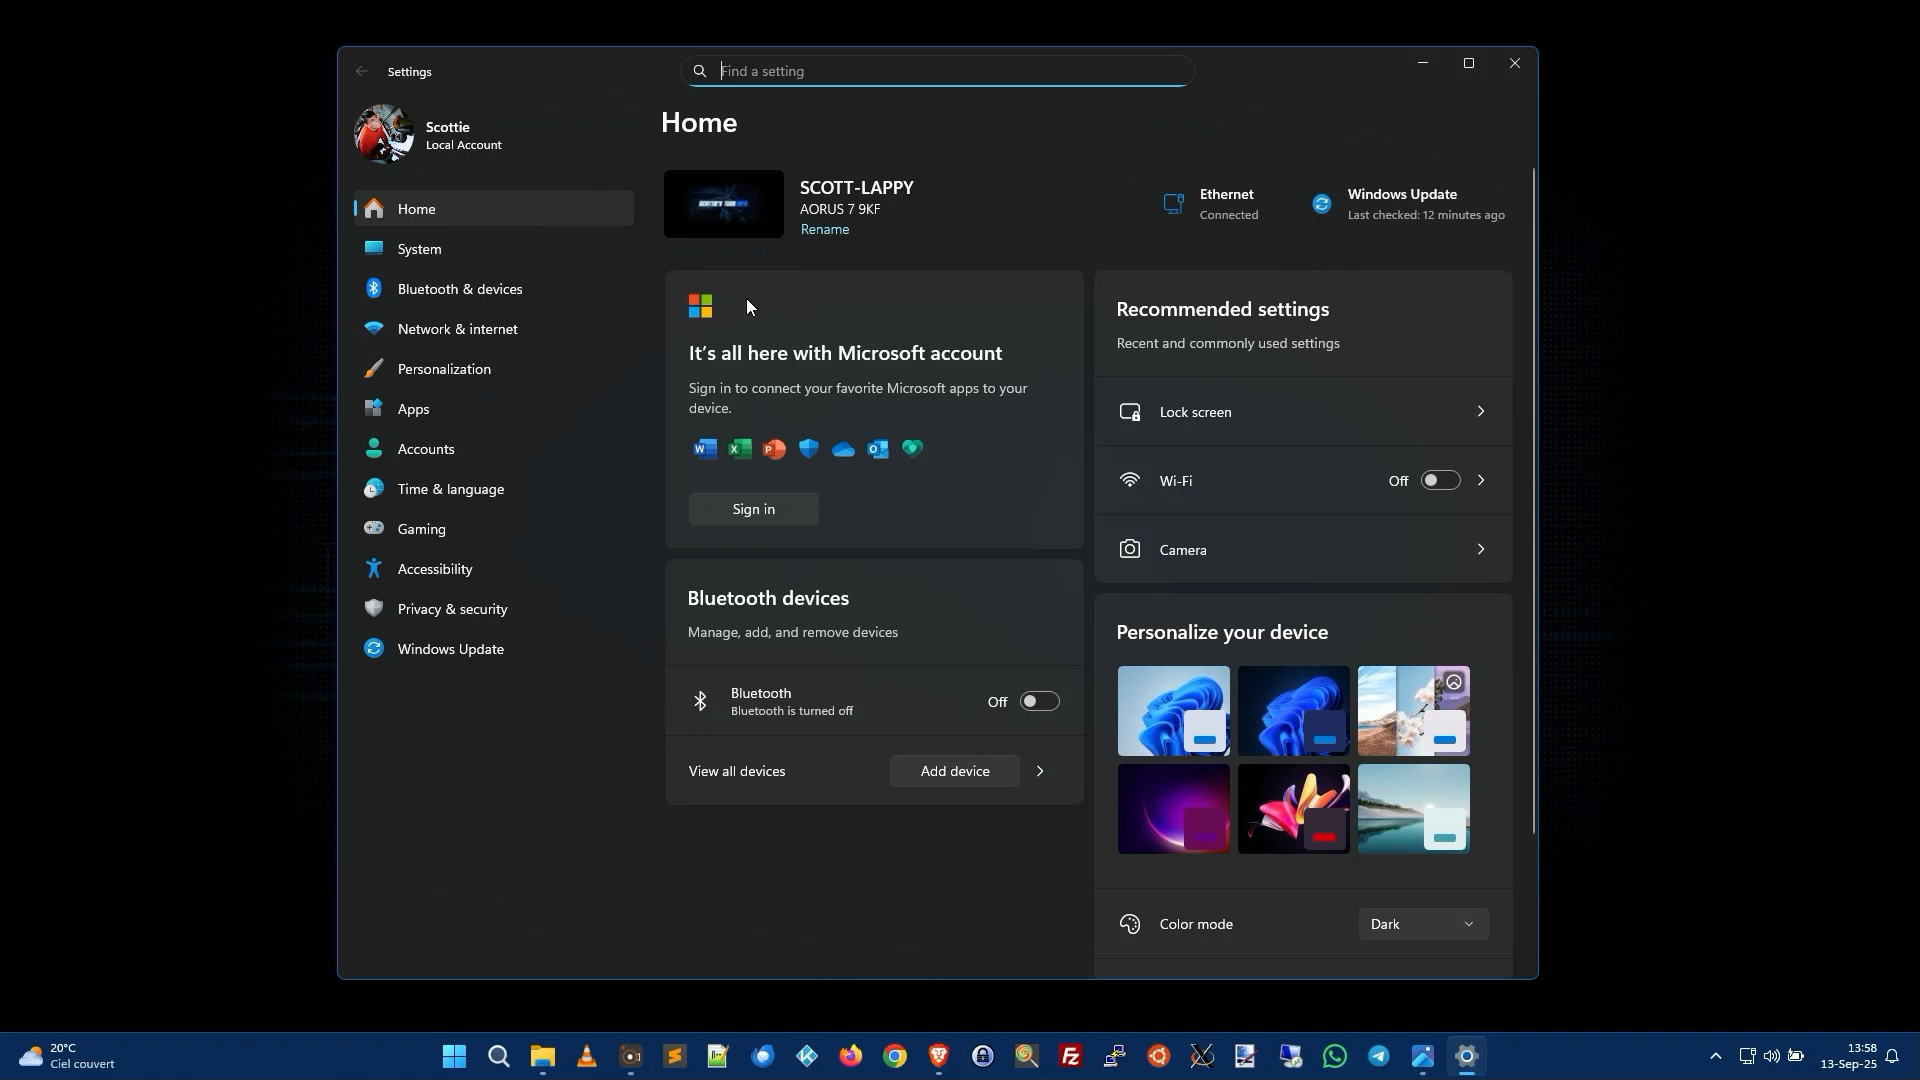 Settings
Find a setting
Scottie
Local Account
Home
System
Bluetooth & devices
Network & internet
Personalization
Apps
Accounts
Time & language
Gaming
Accessibility
Privacy & security
Windows Update
Home
SCOTT-LAPPY
AORUS 7 9KF
Rename
Ethernet
Connected
Windows Update
Last checked: 12 minutes ago
It's all here with Microsoft account
Sign in to connect your favorite Microsoft apps to your
device.
Sign in
Bluetooth devices
Manage, add, and remove devices
Bluetooth
Bluetooth is turned off
Off
View all devices
Add device
Recommended settings
Recent and commonly used settings
Lock screen
Wi-Fi
Off
Camera
Personalize your device
Color mode
Dark
20°C
Ciel couvert
13:58
13-Sep-25